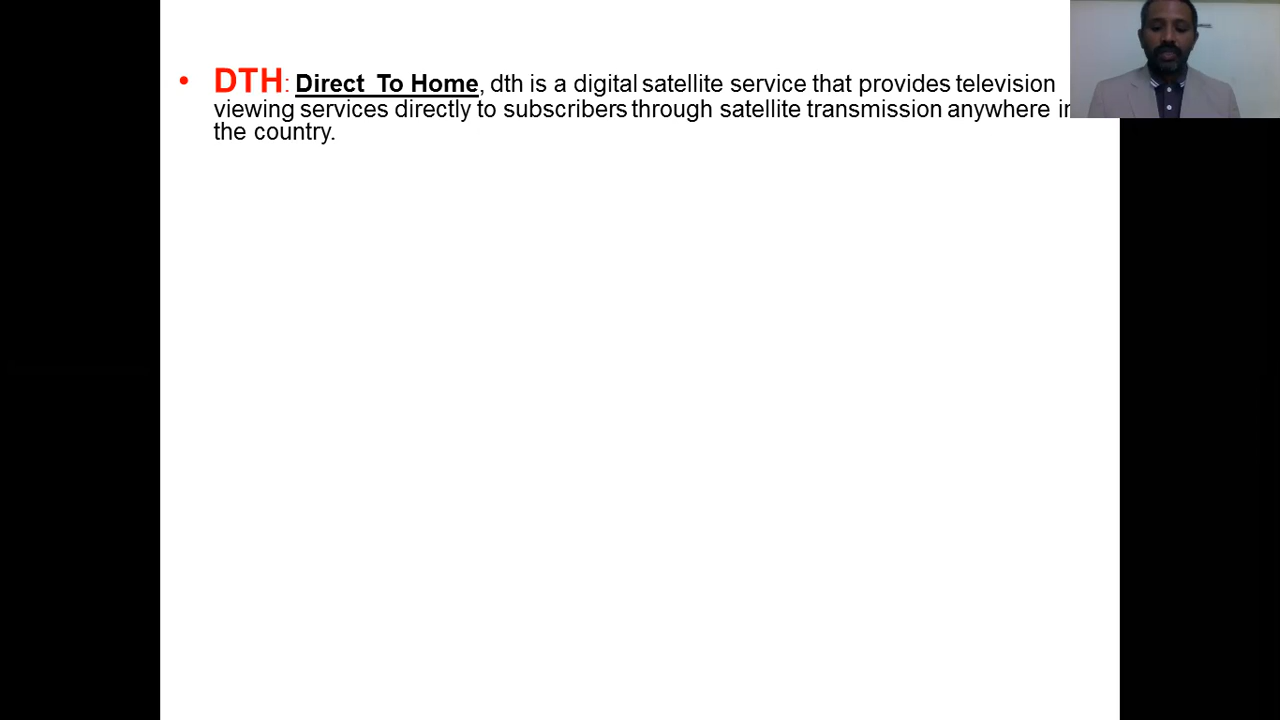 • DTH: Direct To Home, dth is a digital satellite service that provides television
viewing services directly to subscribers through satellite transmission anywhere in
the country.